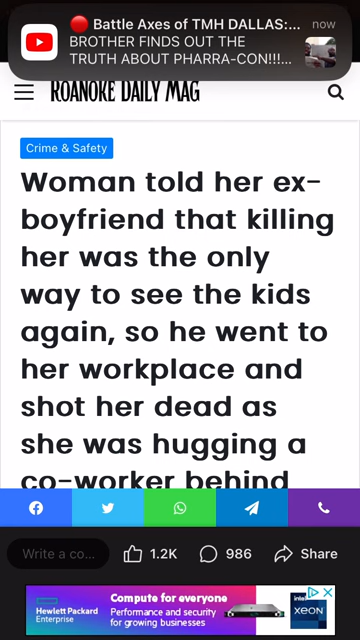 🔴 Battle Axes of TMH DALLAS:... now
BROTHER FINDS OUT THE
TRUTH ABOUT PHARRA-CON!!!...
ROANOKE DAILY MAG
Crime & Safety
Woman told her ex-
boyfriend that killing
her was the only
way to see the kids
again, so he went to
her workplace and
shot her dead as
she was hugging a
co-worker behind
Write a co...
1.2K
986
Share
Hewlett Packard
Enterprise
Compute for everyone
Performance and security
for growing businesses
intel
XEON